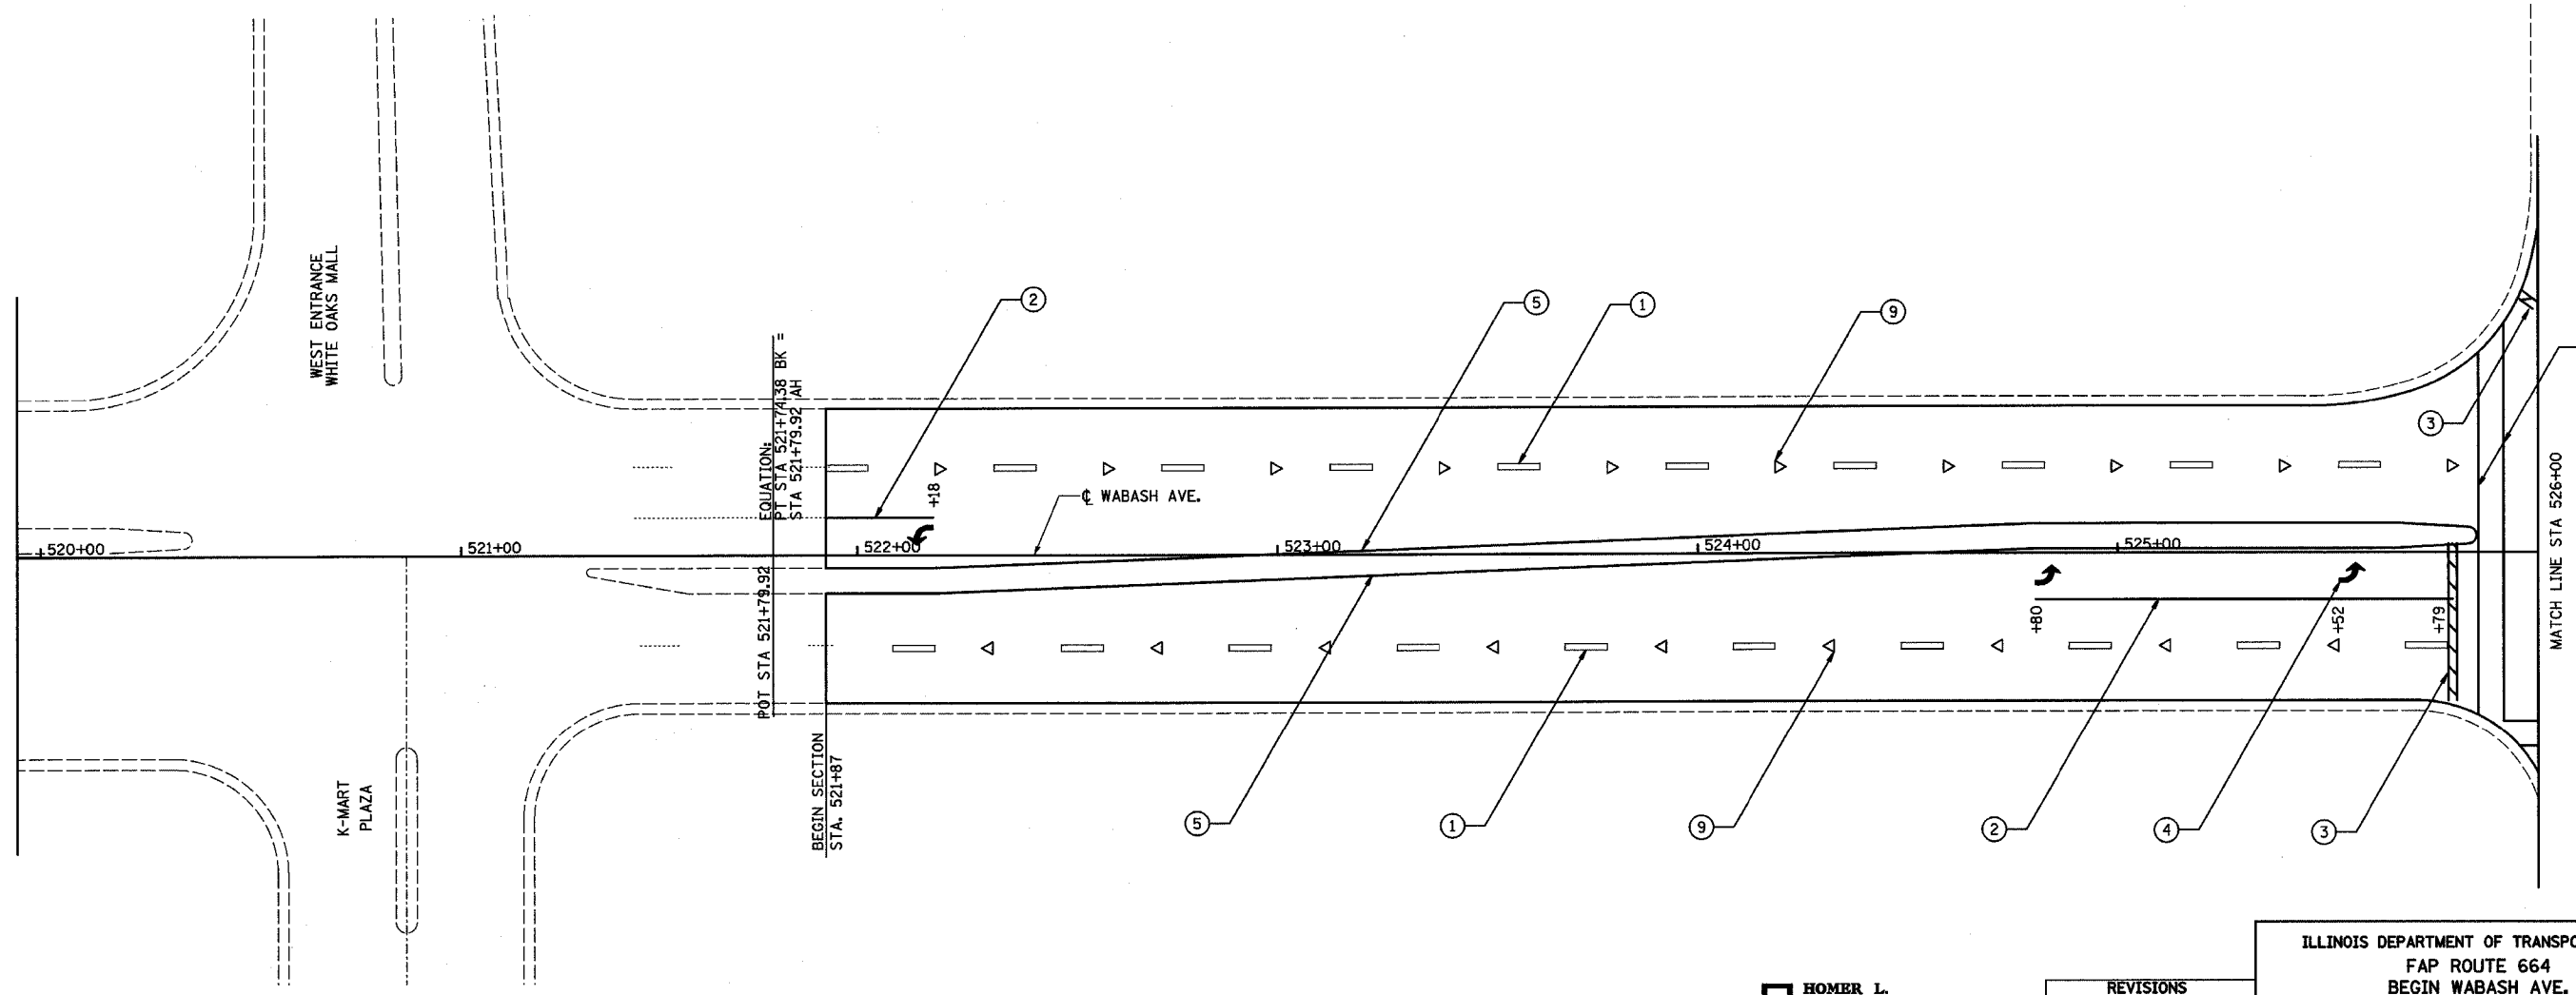 WEST ENTRANCE
WHITE OAKS MALL
2
5
1
9
3
EQUATION:
PT STA 521+74.38 BK =
STA 521+79.92 AH
+18
℄ WABASH AVE.
MATCH LINE STA 526+00
520+00
521+00
522+00
523+00
524+00
525+00
POT STA 521+79.92
+80
+52
+79
BEGIN SECTION
STA. 521+87
K-MART
PLAZA
5
1
9
2
4
3
HOMER L.
REVISIONS
ILLINOIS DEPARTMENT OF TRANSPO
FAP ROUTE 664
BEGIN WABASH AVE.